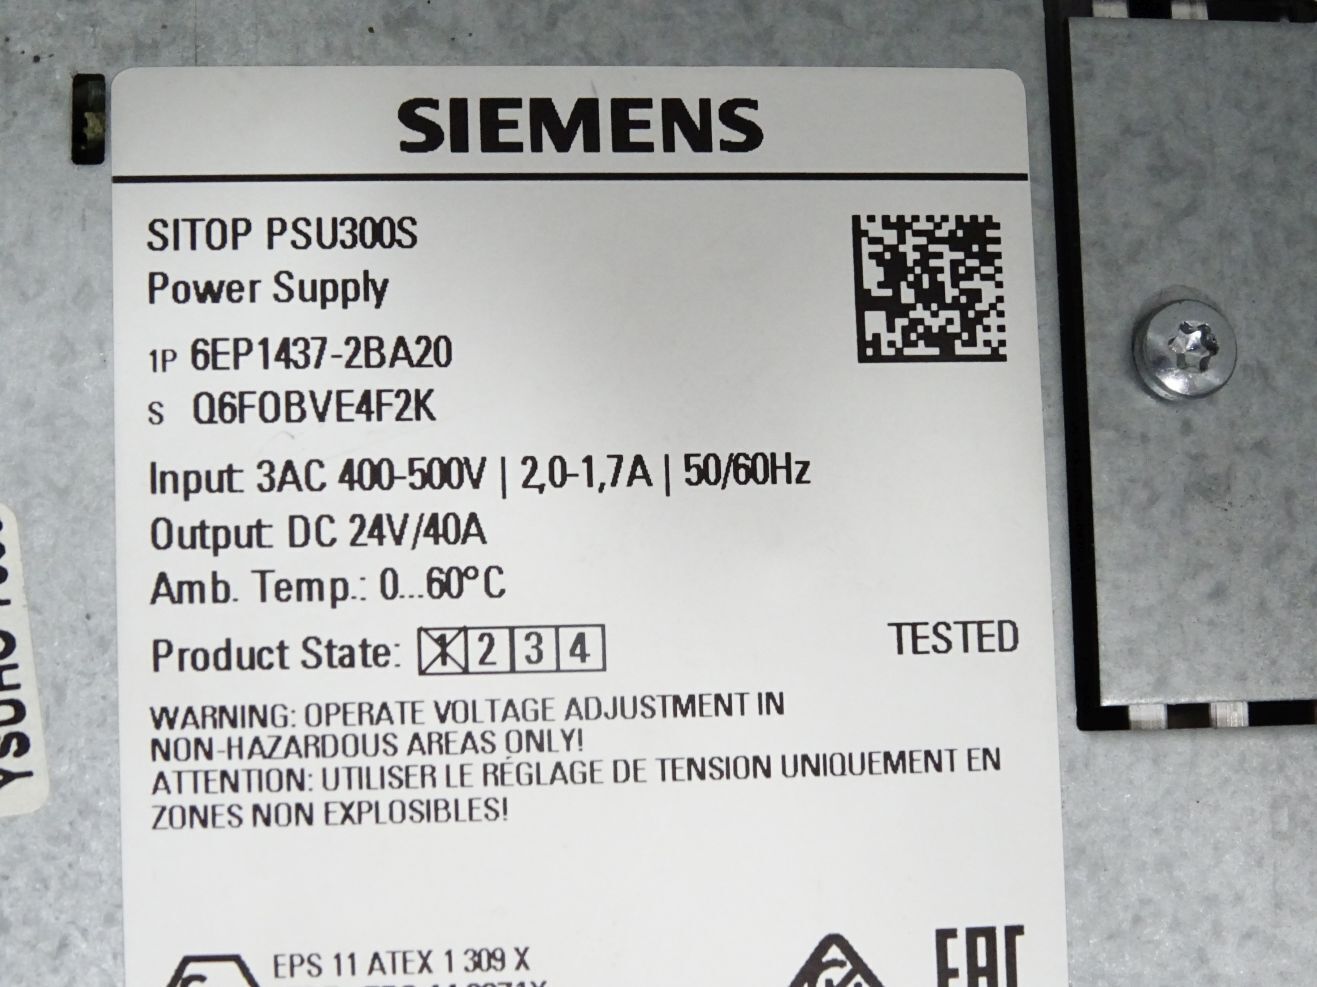 SIEMENS
SITOP PSU300S
Power Supply
1P 6EP1437-2BA20
S Q6F0BVE4F2K
Input: 3AC 400-500V | 2,0-1,7A | 50/60Hz
Output: DC 24V/40A
Amb. Temp.: 0...60°C
Product State: 1 2 3 4
TESTED
WARNING: OPERATE VOLTAGE ADJUSTMENT IN
NON-HAZARDOUS AREAS ONLY!
ATTENTION: UTILISER LE RÉGLAGE DE TENSION UNIQUEMENT EN
ZONES NON EXPLOSIBLES!
EPS 11 ATEX 1 309 X
EAC